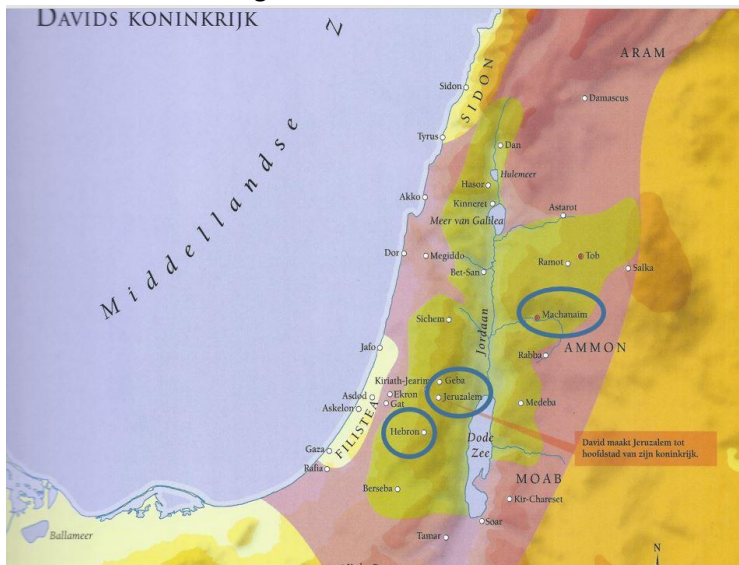 DAVIDS KONINKRIJK
Z
ARAM
Sidon
SIDON
Damascus
Tyrus
Dan
Hulemeer
Hasor
Akko
Kinneret
Astarot
Meer van Galilea
Middellandse
Dor
Megiddo
Tob
Ramot
Salka
Bet-San
Sichem
Machanaim
Jordaan
Jafo
AMMON
Rabba
Kiriath-Jearim
Geba
Asdod
Ekron
Jeruzalem
Gat
Medeba
Askelon
FILISTEA
Hebron
Dode
Zee
David maakt Jeruzalem tot
hoofdstad van zijn koninkrijk.
Gaza
Rafia
MOAB
Berseba
Kir-Chareset
Soar
Ballameer
Tamar
N